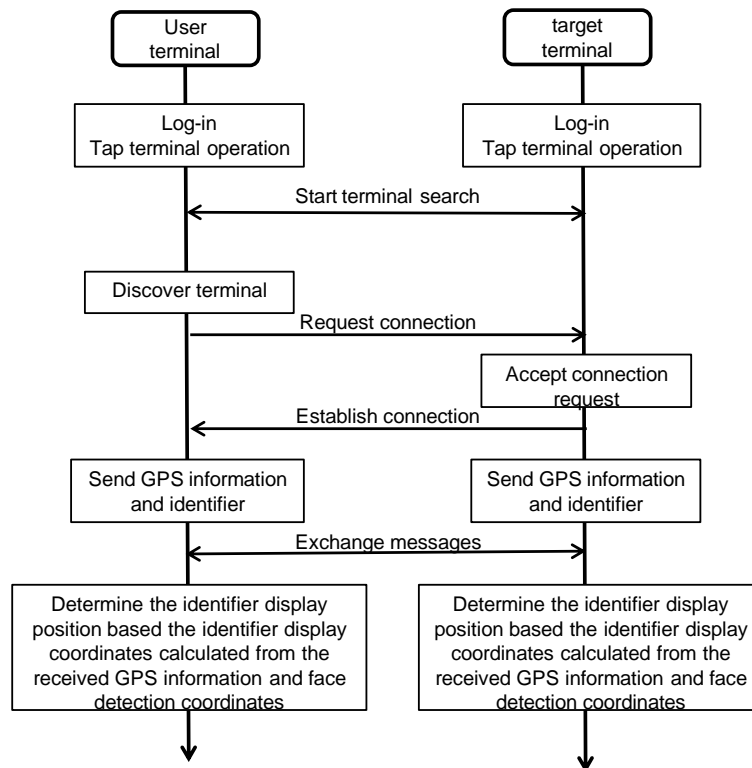 User
terminal
target
terminal
Log-in
Tap terminal operation
Log-in
Tap terminal operation
Start terminal search
Discover terminal
Request connection
Accept connection
request
Establish connection
Send GPS information
and identifier
Send GPS information
and identifier
Exchange messages
Determine the identifier display
position based the identifier display
coordinates calculated from the
received GPS information and face
detection coordinates
Determine the identifier display
position based the identifier display
coordinates calculated from the
received GPS information and face
detection coordinates